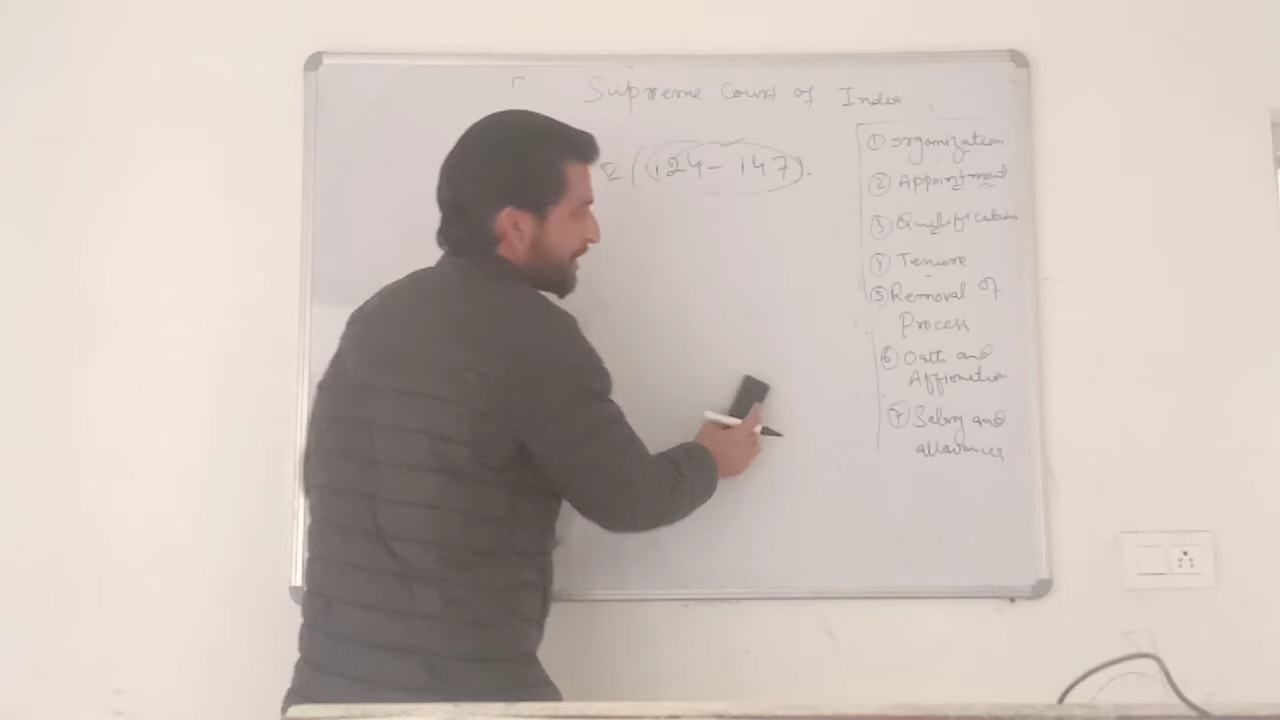 Supreme Court of India
V (124 - 147).
① Organization
② Appointment
③ Qualification
④ Tenure
⑤ Removal of
Process
⑥ Oath and
Affirmation
⑦ Salary and
allowances